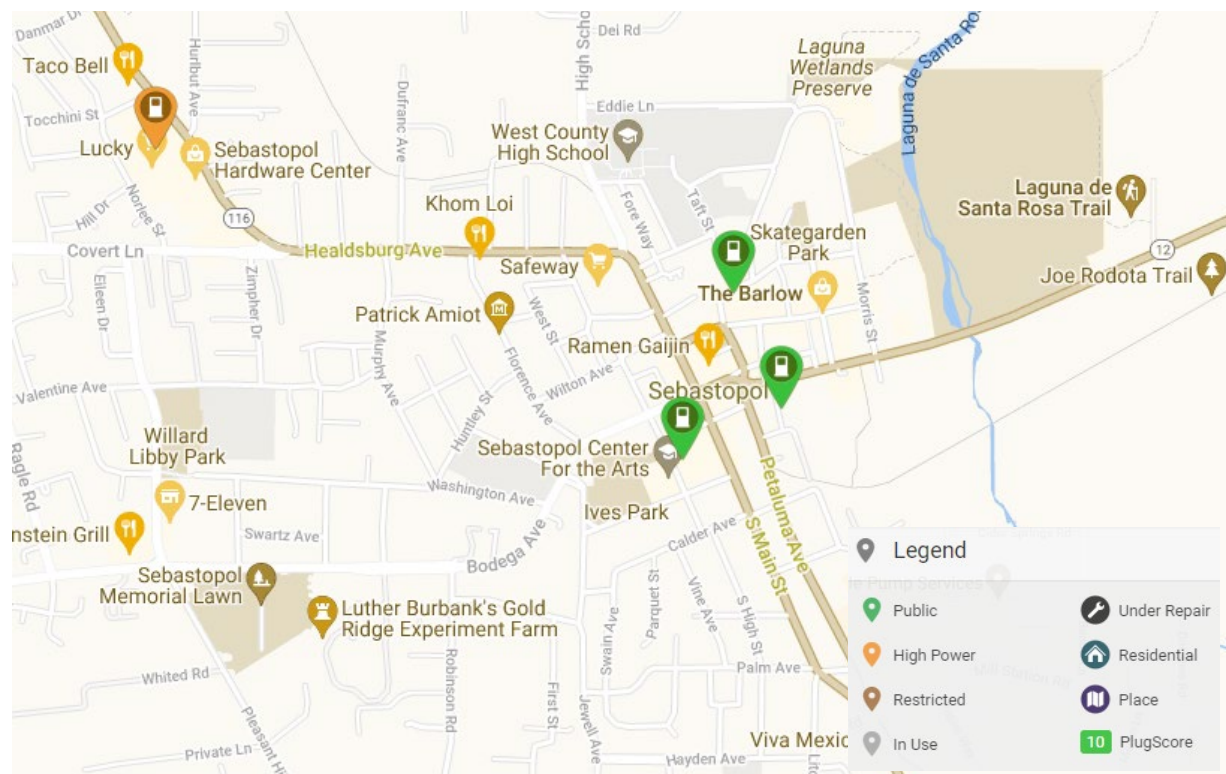 Danmar Dr
Taco Bell
Hurlbut Ave
Tocchini St
Lucky
Sebastopol
Hardware Center
Dufranc Ave
High Scho
Dei Rd
Eddie Ln
West County
High School
Laguna
Wetlands
Preserve
Laguna de Santa Ro
Laguna de
Santa Rosa Trail
Hill Dr
Norlee St
116
Khom Loi
Fore Way
Taft St
Skategarden
Park
12
Covert Ln
Healdsburg Ave
Safeway
The Barlow
Joe Rodota Trail
Eileen Dr
Zimpher Dr
Patrick Amiot
West St
Morris St
Ramen Gaijin
Murphy Ave
Florence Ave
Wilton Ave
Sebastopol
Valentine Ave
Huntley St
Willard
Libby Park
Sebastopol Center
For the Arts
Ragle Rd
Washington Ave
Petaluma Ave
7-Eleven
Ives Park
nstein Grill
Swartz Ave
Calder Ave
S Main St
Bodega Ave
Sebastopol
Memorial Lawn
Luther Burbank's Gold
Ridge Experiment Farm
Parquet St
Vine Ave
S High St
Swain Ave
Whited Rd
Robinson Rd
First St
Jewell Ave
Palm Ave
Pleasant H
Private Ln
Viva Mexic
Hayden Ave
Litc
Legend
e Pump Services
Public
Under Repair
High Power
Residential
Restricted
Place
In Use
10 PlugScore